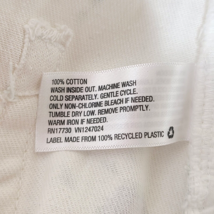 100% COTTON
WASH INSIDE OUT. MACHINE WASH
COLD SEPARATELY. GENTLE CYCLE.
ONLY NON-CHLORINE BLEACH IF NEEDED.
TUMBLE DRY LOW. REMOVE PROMPTLY.
WARM IRON IF NEEDED.
RN17730 VN1247024
LABEL MADE FROM 100% RECYCLED PLASTIC